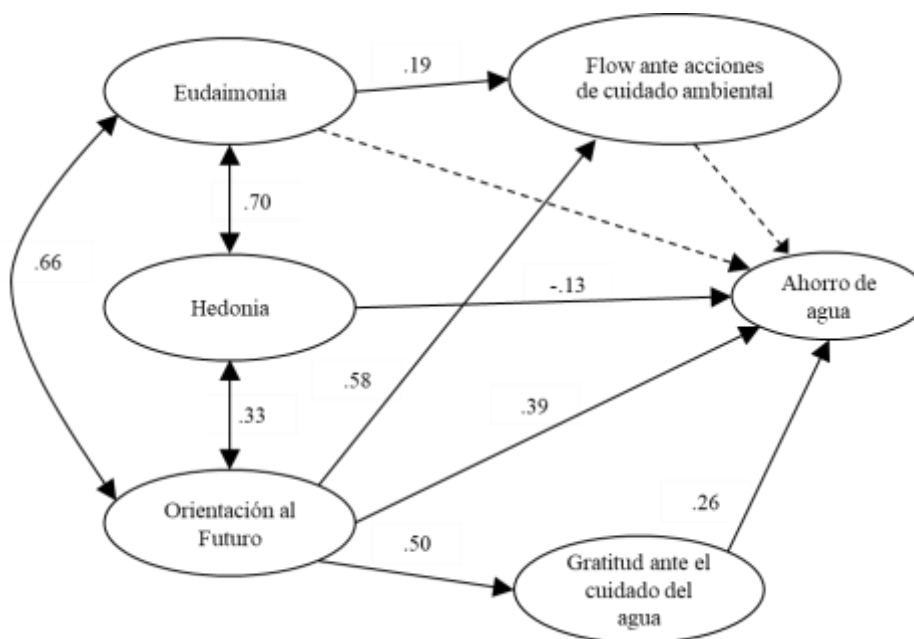 .19
Flow ante acciones
de cuidado ambiental
Eudaimonia
.70
.66
Hedonia
-.13
Ahorro de
agua
.58
.39
.33
Orientación al
Futuro
.50
.26
Gratitud ante el
cuidado del
agua